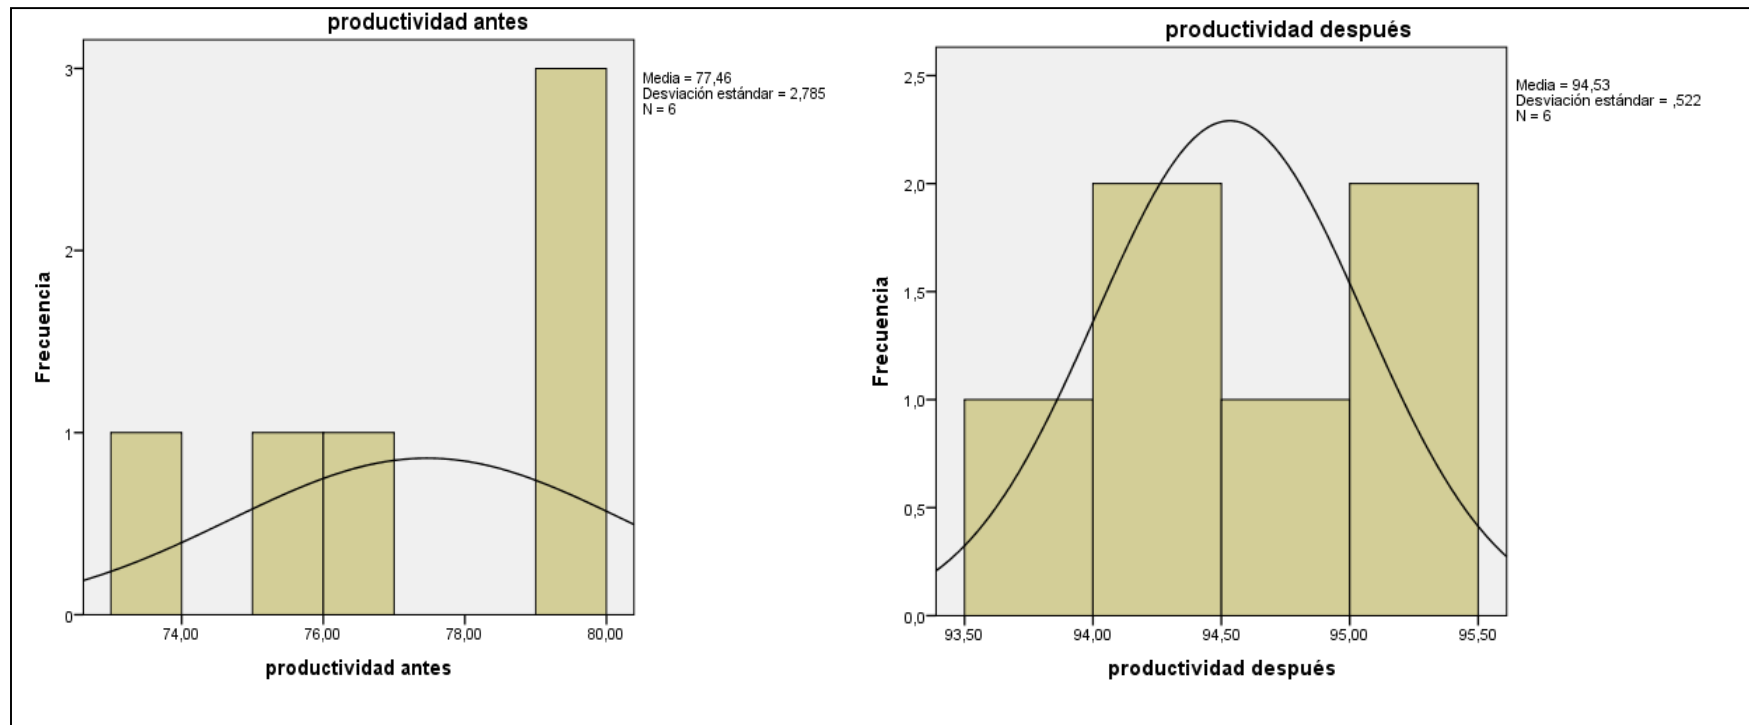 productividad antes
3
2
1
0
Frecuencia
74,00 76,00 78,00 80,00
productividad antes
Media = 77,46
Desviación estándar = 2,785
N = 6
productividad después
2,5
2,0
1,5
1,0
0,5
0,0
Frecuencia
93,50 94,00 94,50 95,00 95,50
productividad después
Media = 94,53
Desviación estándar = ,522
N = 6